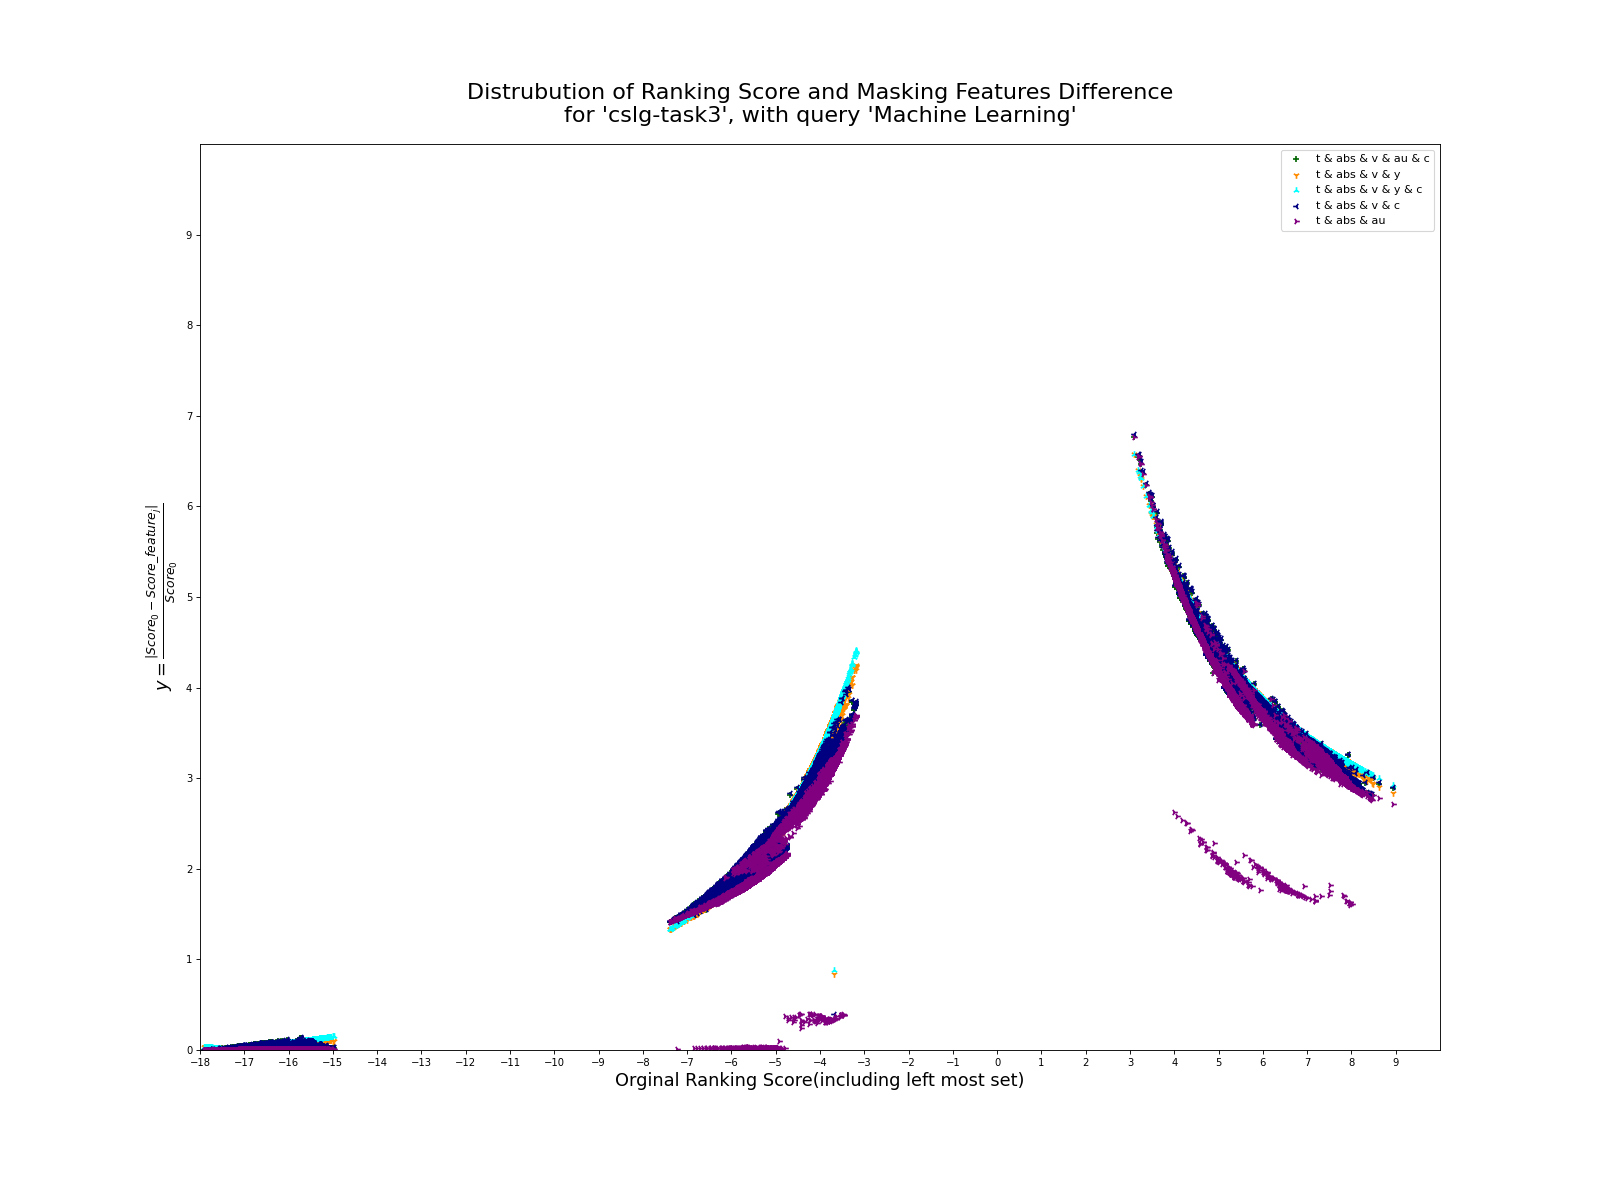 Distrubution of Ranking Score and Masking Features Difference
for 'cslg-task3', with query 'Machine Learning'
t & abs & v & au & c
t & abs & v & y
t & abs & v & y & c
t & abs & v & c
t & abs & au
9
8
7
6
5
4
3
2
1
0
y = |Score₀ − Score_featureⱼ| / Score₀
−18 −17 −16 −15 −14 −13 −12 −11 −10 −9 −8 −7 −6 −5 −4 −3 −2 −1 0 1 2 3 4 5 6 7 8 9
Orginal Ranking Score(including left most set)